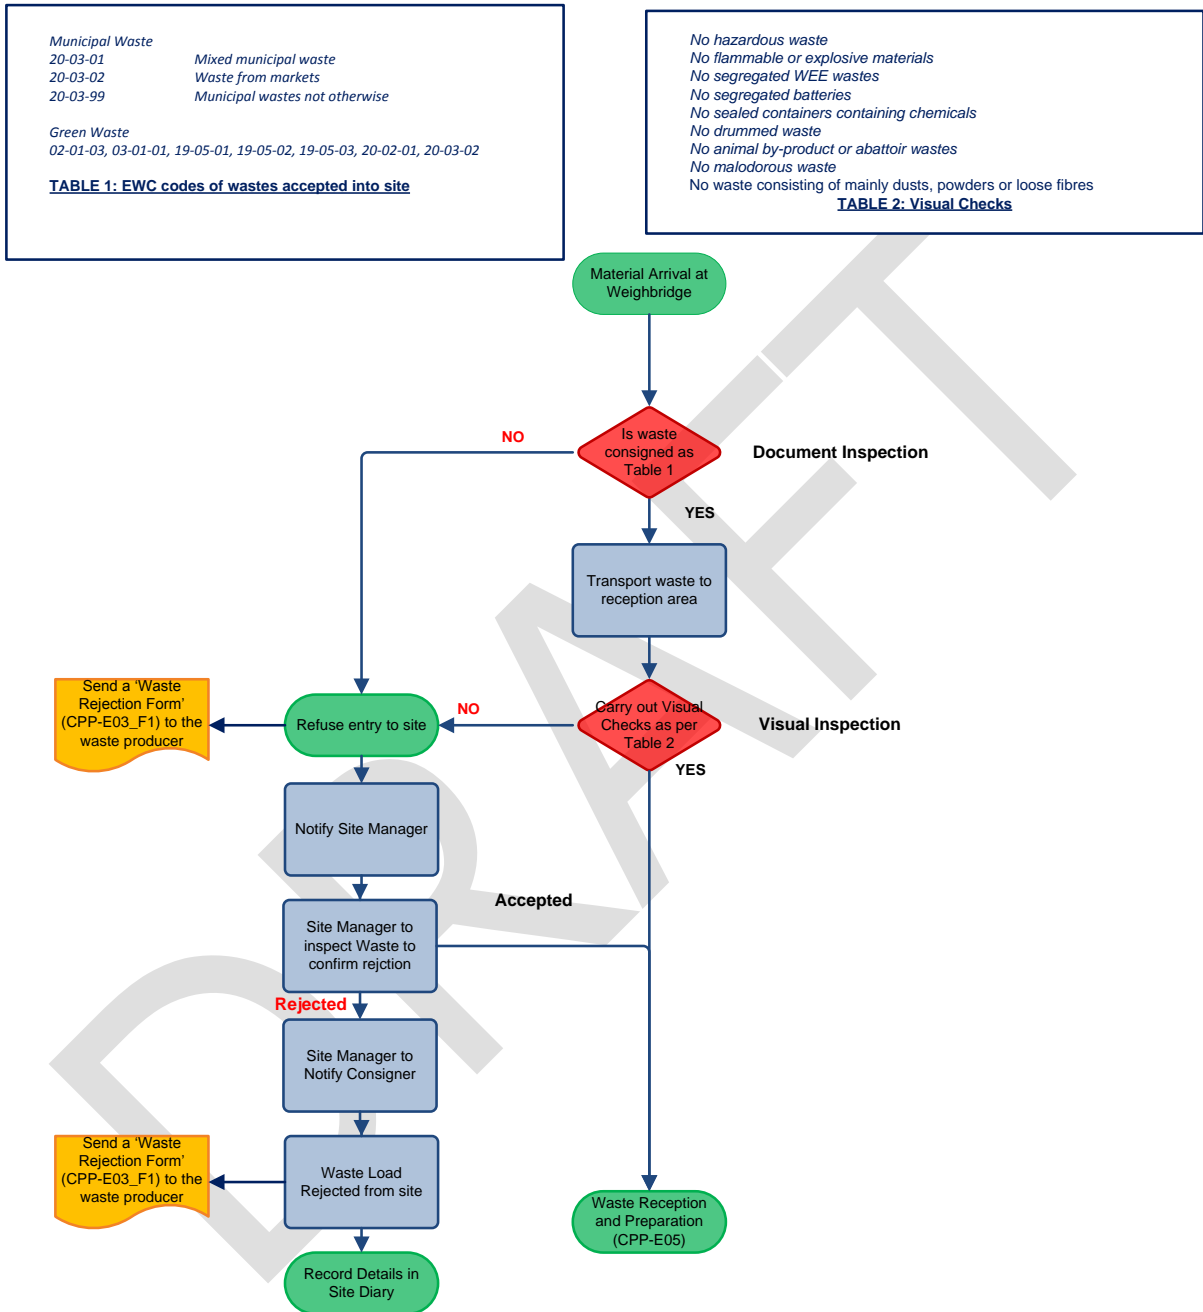 Municipal Waste
20-03-01 Mixed municipal waste
20-03-02 Waste from markets
20-03-99 Municipal wastes not otherwise
Green Waste
02-01-03, 03-01-01, 19-05-01, 19-05-02, 19-05-03, 20-02-01, 20-03-02
TABLE 1: EWC codes of wastes accepted into site
No hazardous waste
No flammable or explosive materials
No segregated WEE wastes
No segregated batteries
No sealed containers containing chemicals
No drummed waste
No animal by-product or abattoir wastes
No malodorous waste
No waste consisting of mainly dusts, powders or loose fibres
TABLE 2: Visual Checks
Material Arrival at
Weighbridge
NO
Is waste
consigned as
Table 1
Document Inspection
YES
Transport waste to
reception area
Send a ‘Waste
Rejection Form’
(CPP-E03_F1) to the
waste producer
Refuse entry to site
NO
Carry out Visual
Checks as per
Table 2
Visual Inspection
YES
Notify Site Manager
Accepted
Site Manager to
inspect Waste to
confirm rejction
Rejected
Site Manager to
Notify Consigner
Send a ‘Waste
Rejection Form’
(CPP-E03_F1) to the
waste producer
Waste Load
Rejected from site
Waste Reception
and Preparation
(CPP-E05)
Record Details in
Site Diary
DRAFT